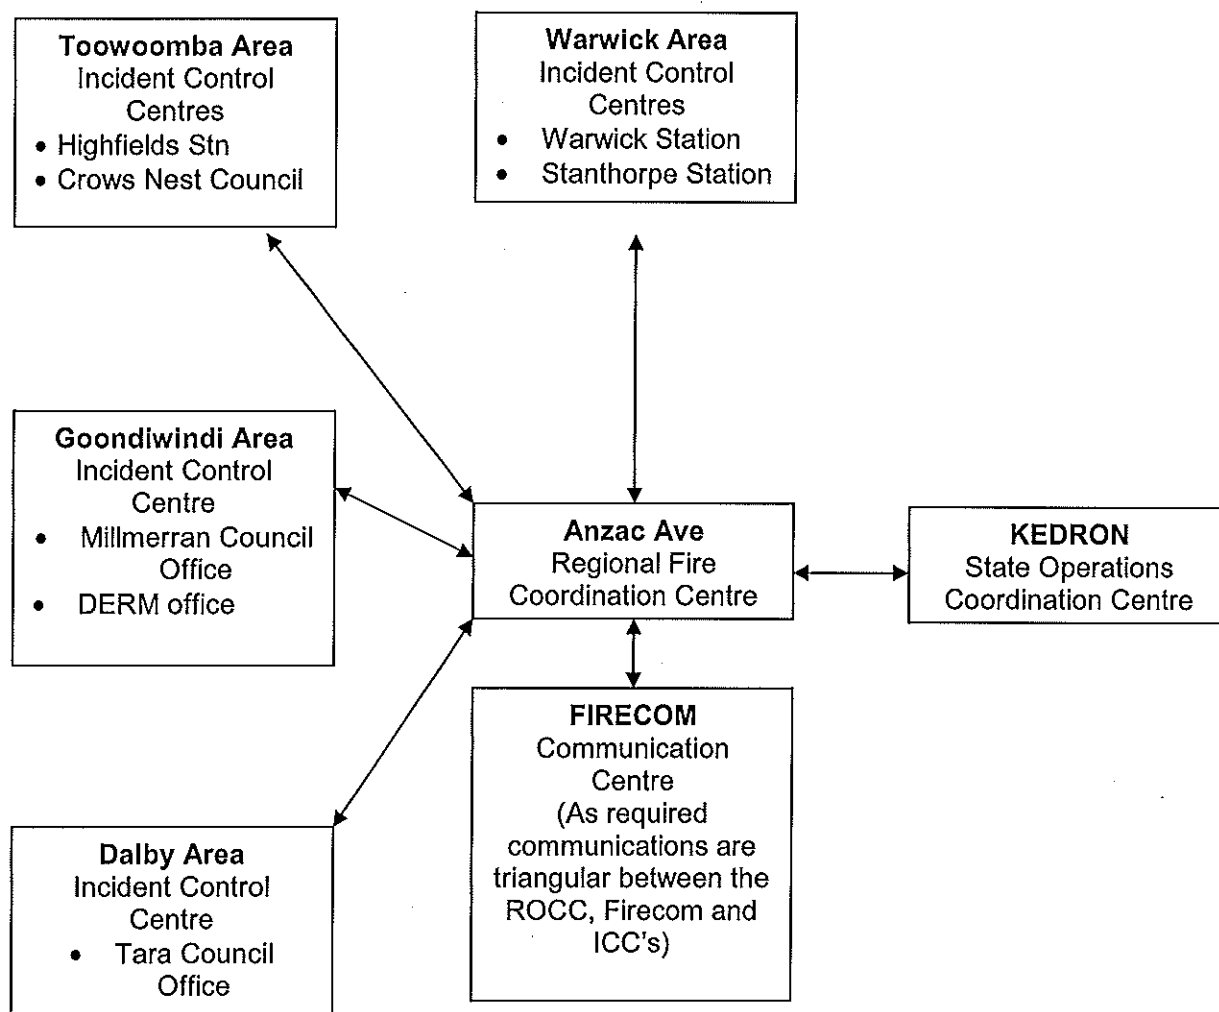 Toowoomba Area
Incident Control
Centres
• Highfields Stn
• Crows Nest Council
Warwick Area
Incident Control
Centres
• Warwick Station
• Stanthorpe Station
Goondiwindi Area
Incident Control
Centre
• Millmerran Council
Office
• DERM office
Anzac Ave
Regional Fire
Coordination Centre
KEDRON
State Operations
Coordination Centre
FIRECOM
Communication
Centre
(As required
communications are
triangular between the
ROCC, Firecom and
ICC's)
Dalby Area
Incident Control
Centre
• Tara Council
Office